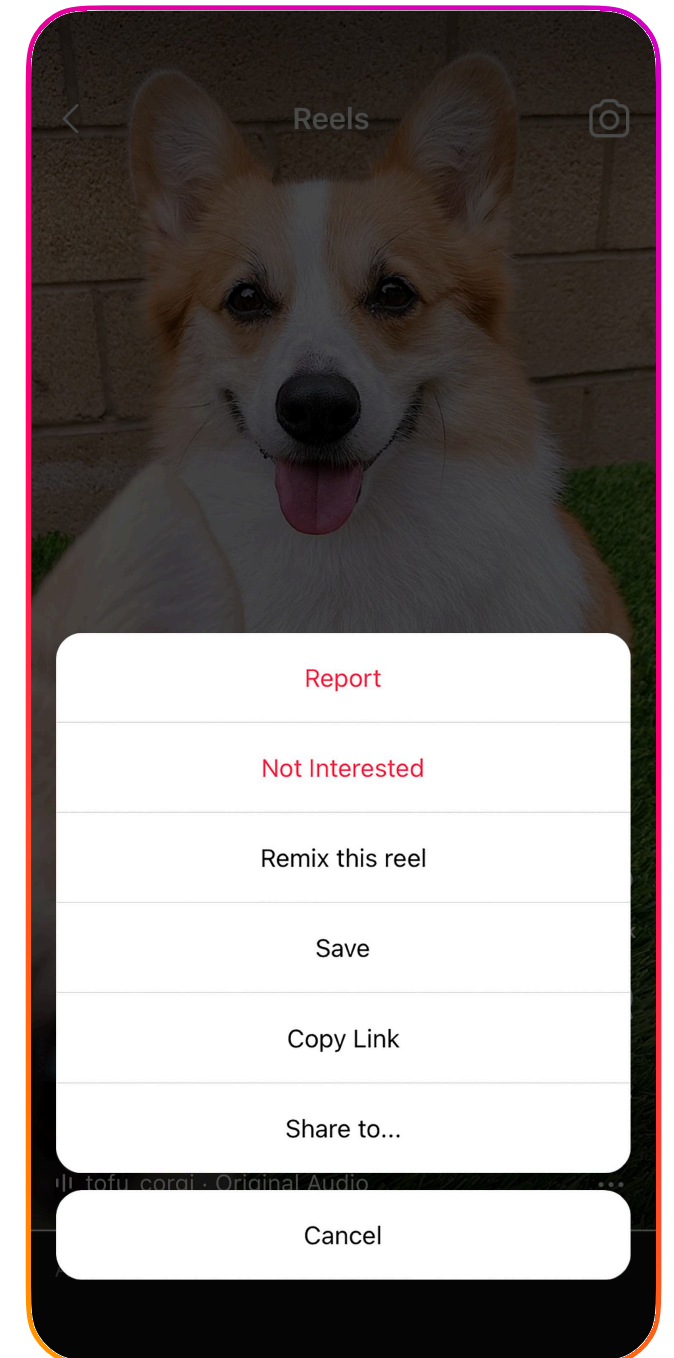 Reels
Report
Not Interested
Remix this reel
Save
Copy Link
Share to...
tofu_corgi · Original Audio
Cancel